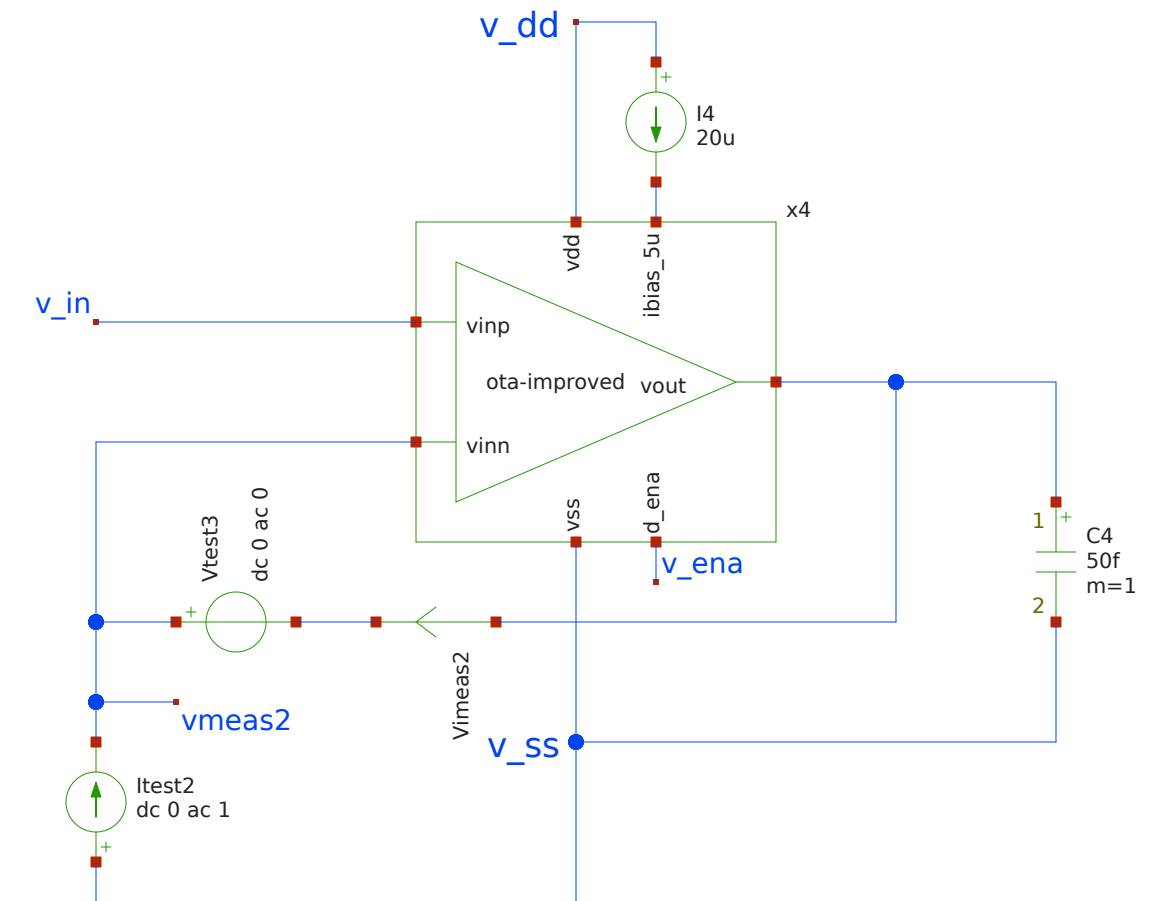 v_dd
+
I4
20u
x4
vdd
ibias_5u
v_in
vinp
ota-improved
vout
vinn
vss
d_ena
v_ena
Vtest3
dc 0 ac 0
+
1
+
C4
50f
m=1
2
Vimeas2
vmeas2
v_ss
Itest2
dc 0 ac 1
+